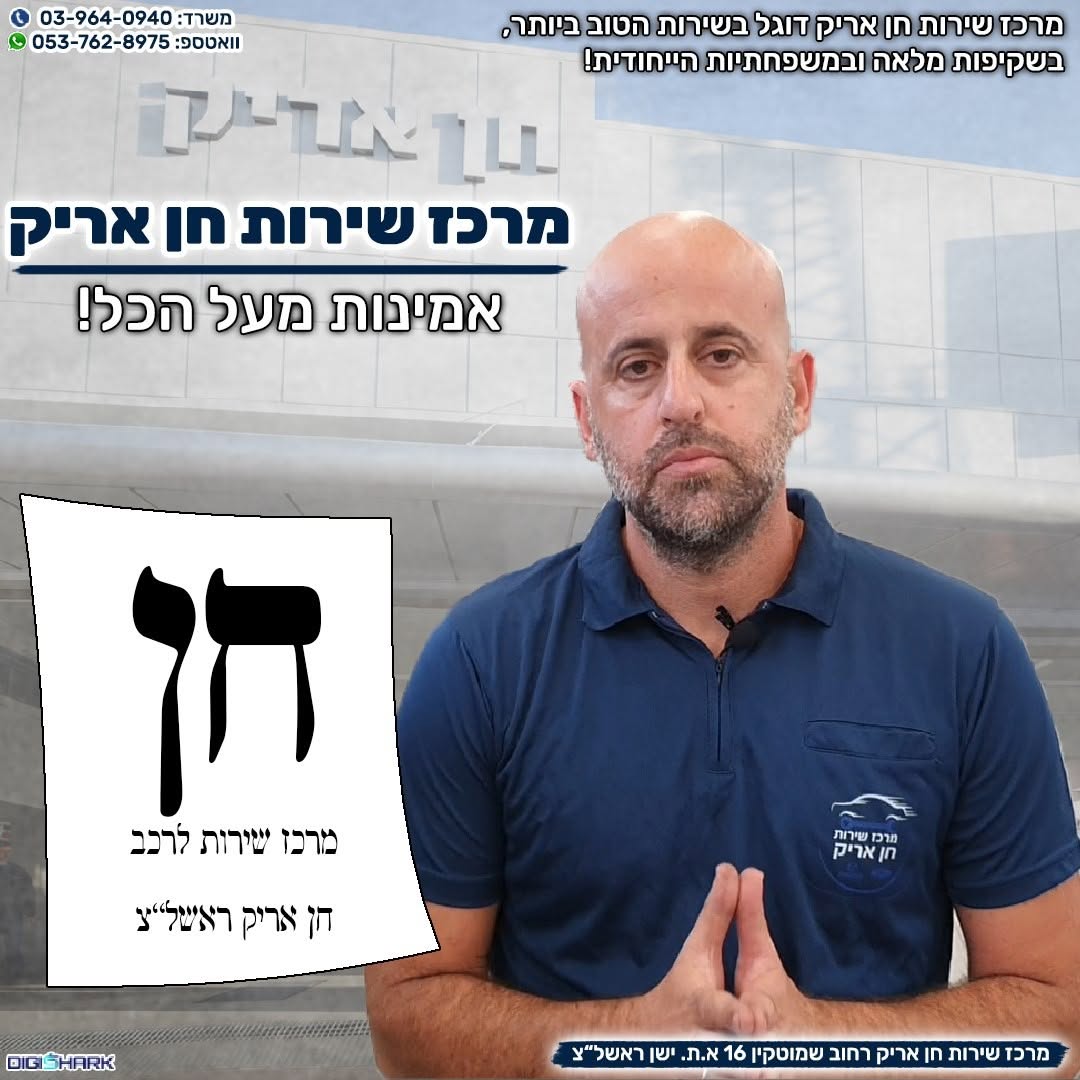 משרד: 03-964-0940
וואטספ: 053-762-8975
מרכז שירות חן אריק דוגל בשירות הטוב ביותר,
בשקיפות מלאה ובמשפחתיות הייחודית!
חן אריק
מרכז שירות חן אריק
אמינות מעל הכל!
חן
מרכז שירות לרכב
חן אריק ראשל״צ
מרכז שירות
חן אריק
DIGISHARK
מרכז שירות חן אריק רחוב שמוטקין 16 א.ת. ישן ראשל״צ